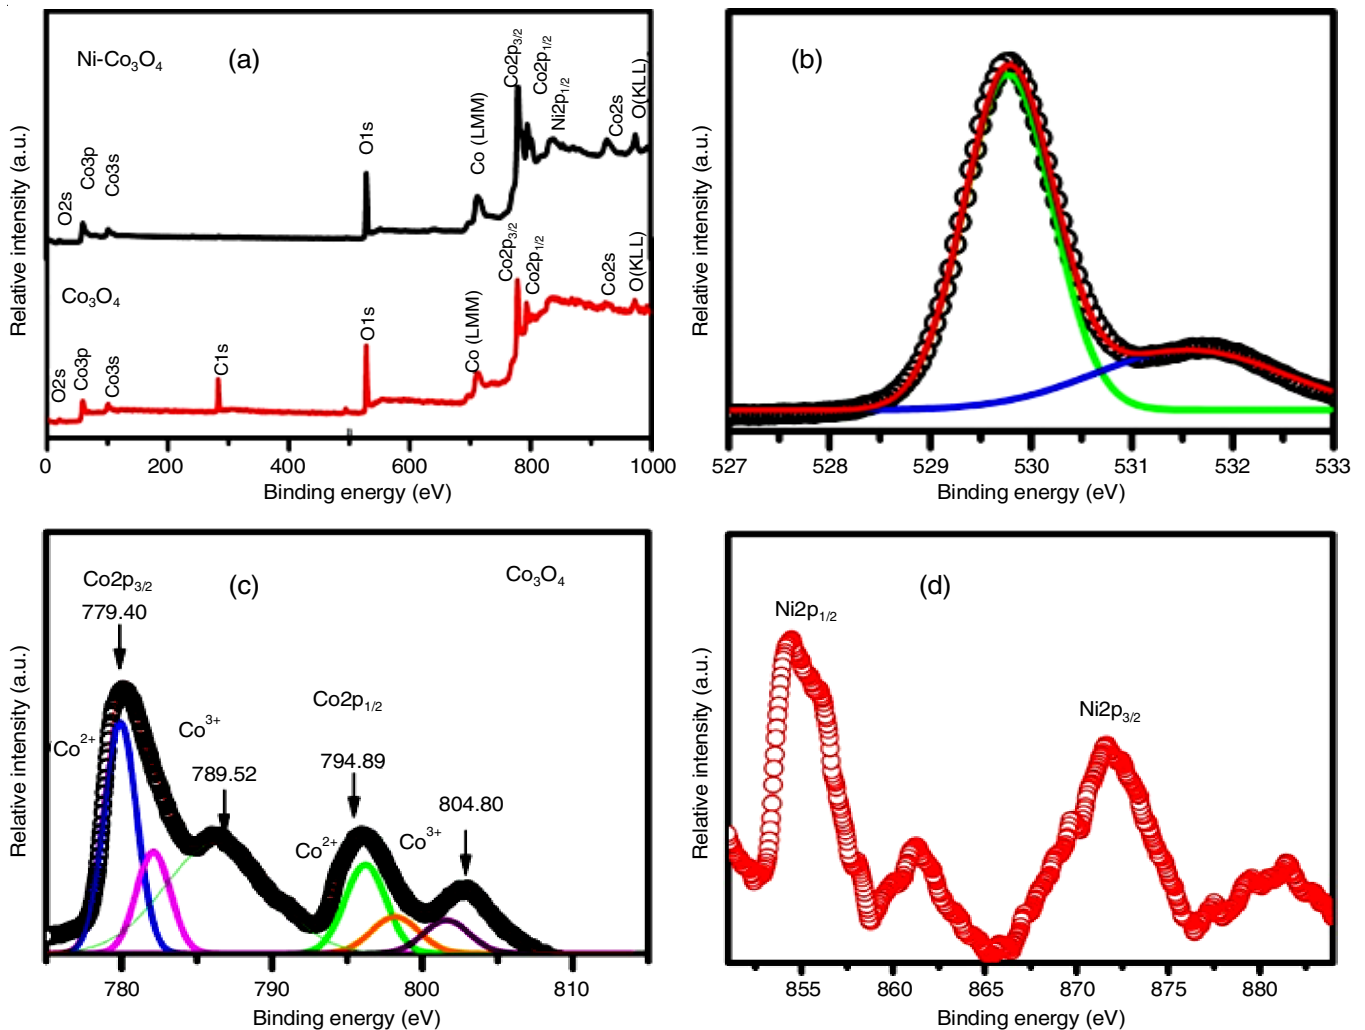 Ni-Co3O4
(a)
O2s
Co3p
Co3s
O1s
Co (LMM)
Co2p3/2
Co2p1/2
Ni2p1/2
Co2s
O(KLL)
Co3O4
O2s
Co3p
Co3s
C1s
O1s
Co (LMM)
Co2p3/2
Co2p1/2
Co2s
O(KLL)
Relative intensity (a.u.)
0 200 400 600 800 1000
Binding energy (eV)
(b)
Relative intensity (a.u.)
527 528 529 530 531 532 533
Binding energy (eV)
(c)
Co3O4
Co2p3/2
779.40
Co2+
Co3+
789.52
Co2p1/2
794.89
Co2+
Co3+
804.80
Relative intensity (a.u.)
780 790 800 810
Binding energy (eV)
(d)
Ni2p1/2
Ni2p3/2
Relative intensity (a.u.)
855 860 865 870 875 880
Binding energy (eV)